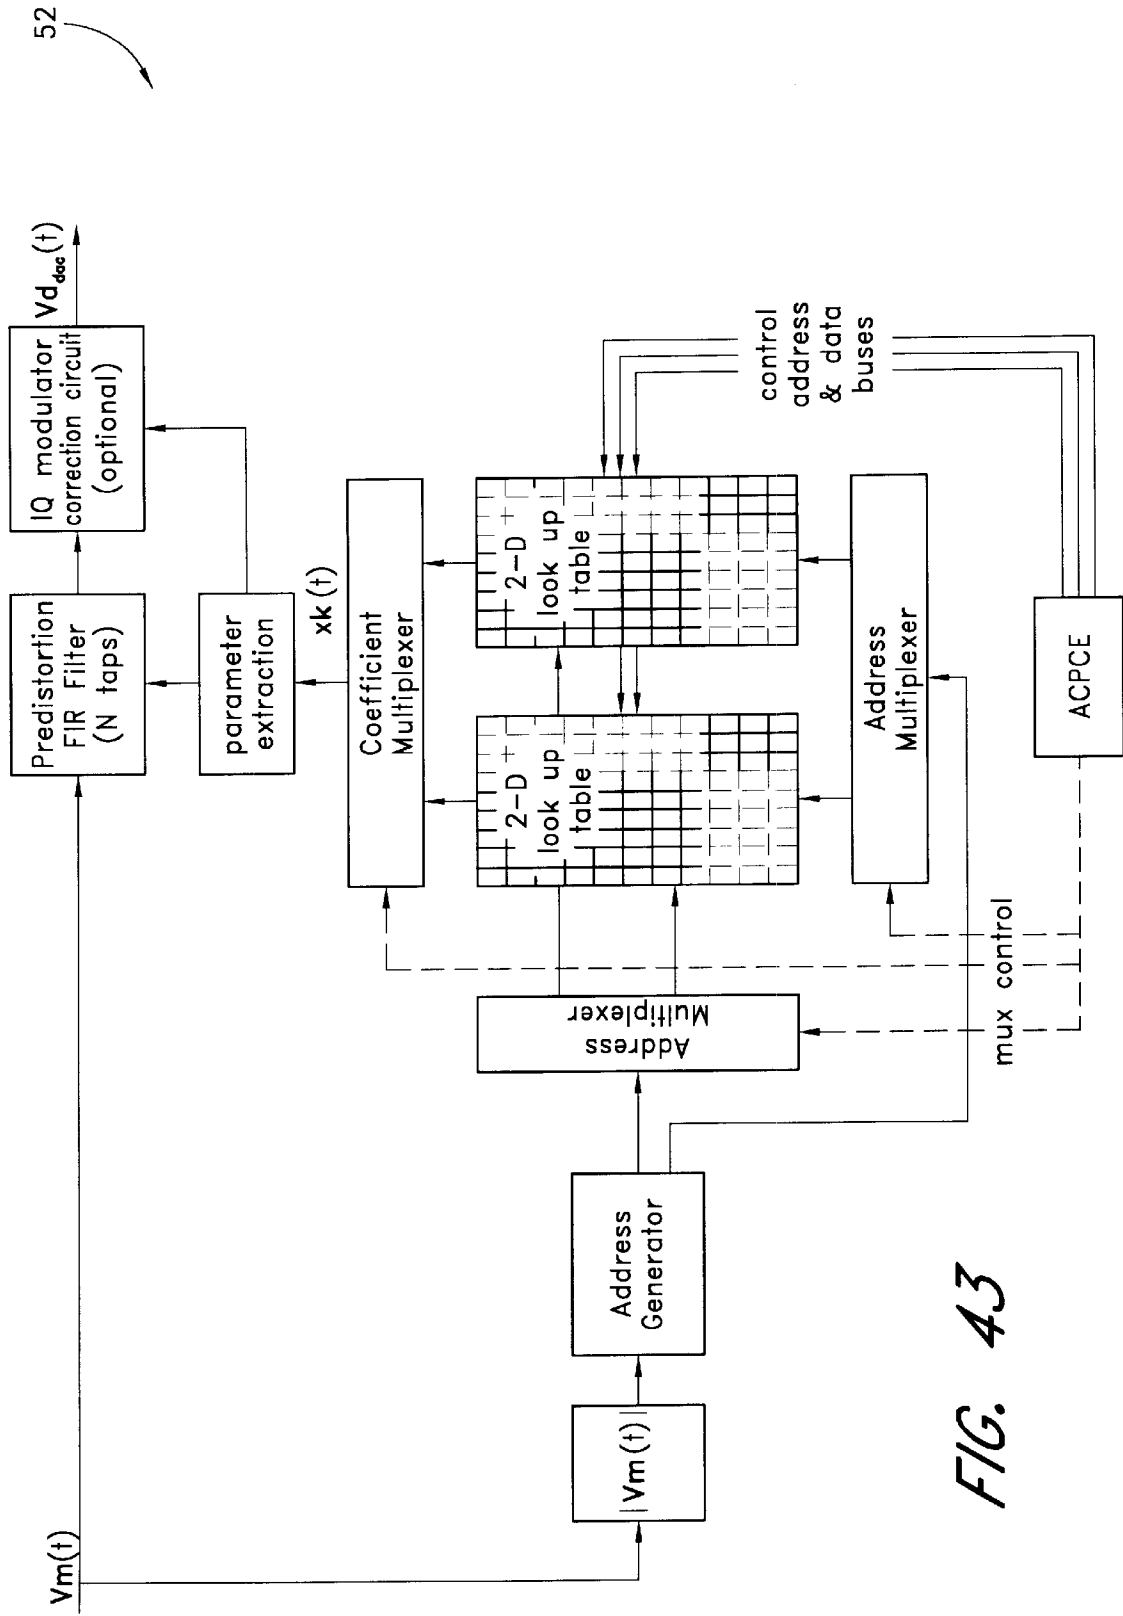 52
Vm(t)
Predistortion
FIR Filter
(N taps)
IQ modulator
correction circuit
(optional)
Vd_dac(t)
parameter
extraction
xk(t)
Coefficient
Multiplexer
|Vm(t)|
Address
Generator
Address
Multiplexer
2-D
look up
table
2-D
look up
table
control
address
& data
buses
Address
Multiplexer
mux control
ACPCE
FIG. 43